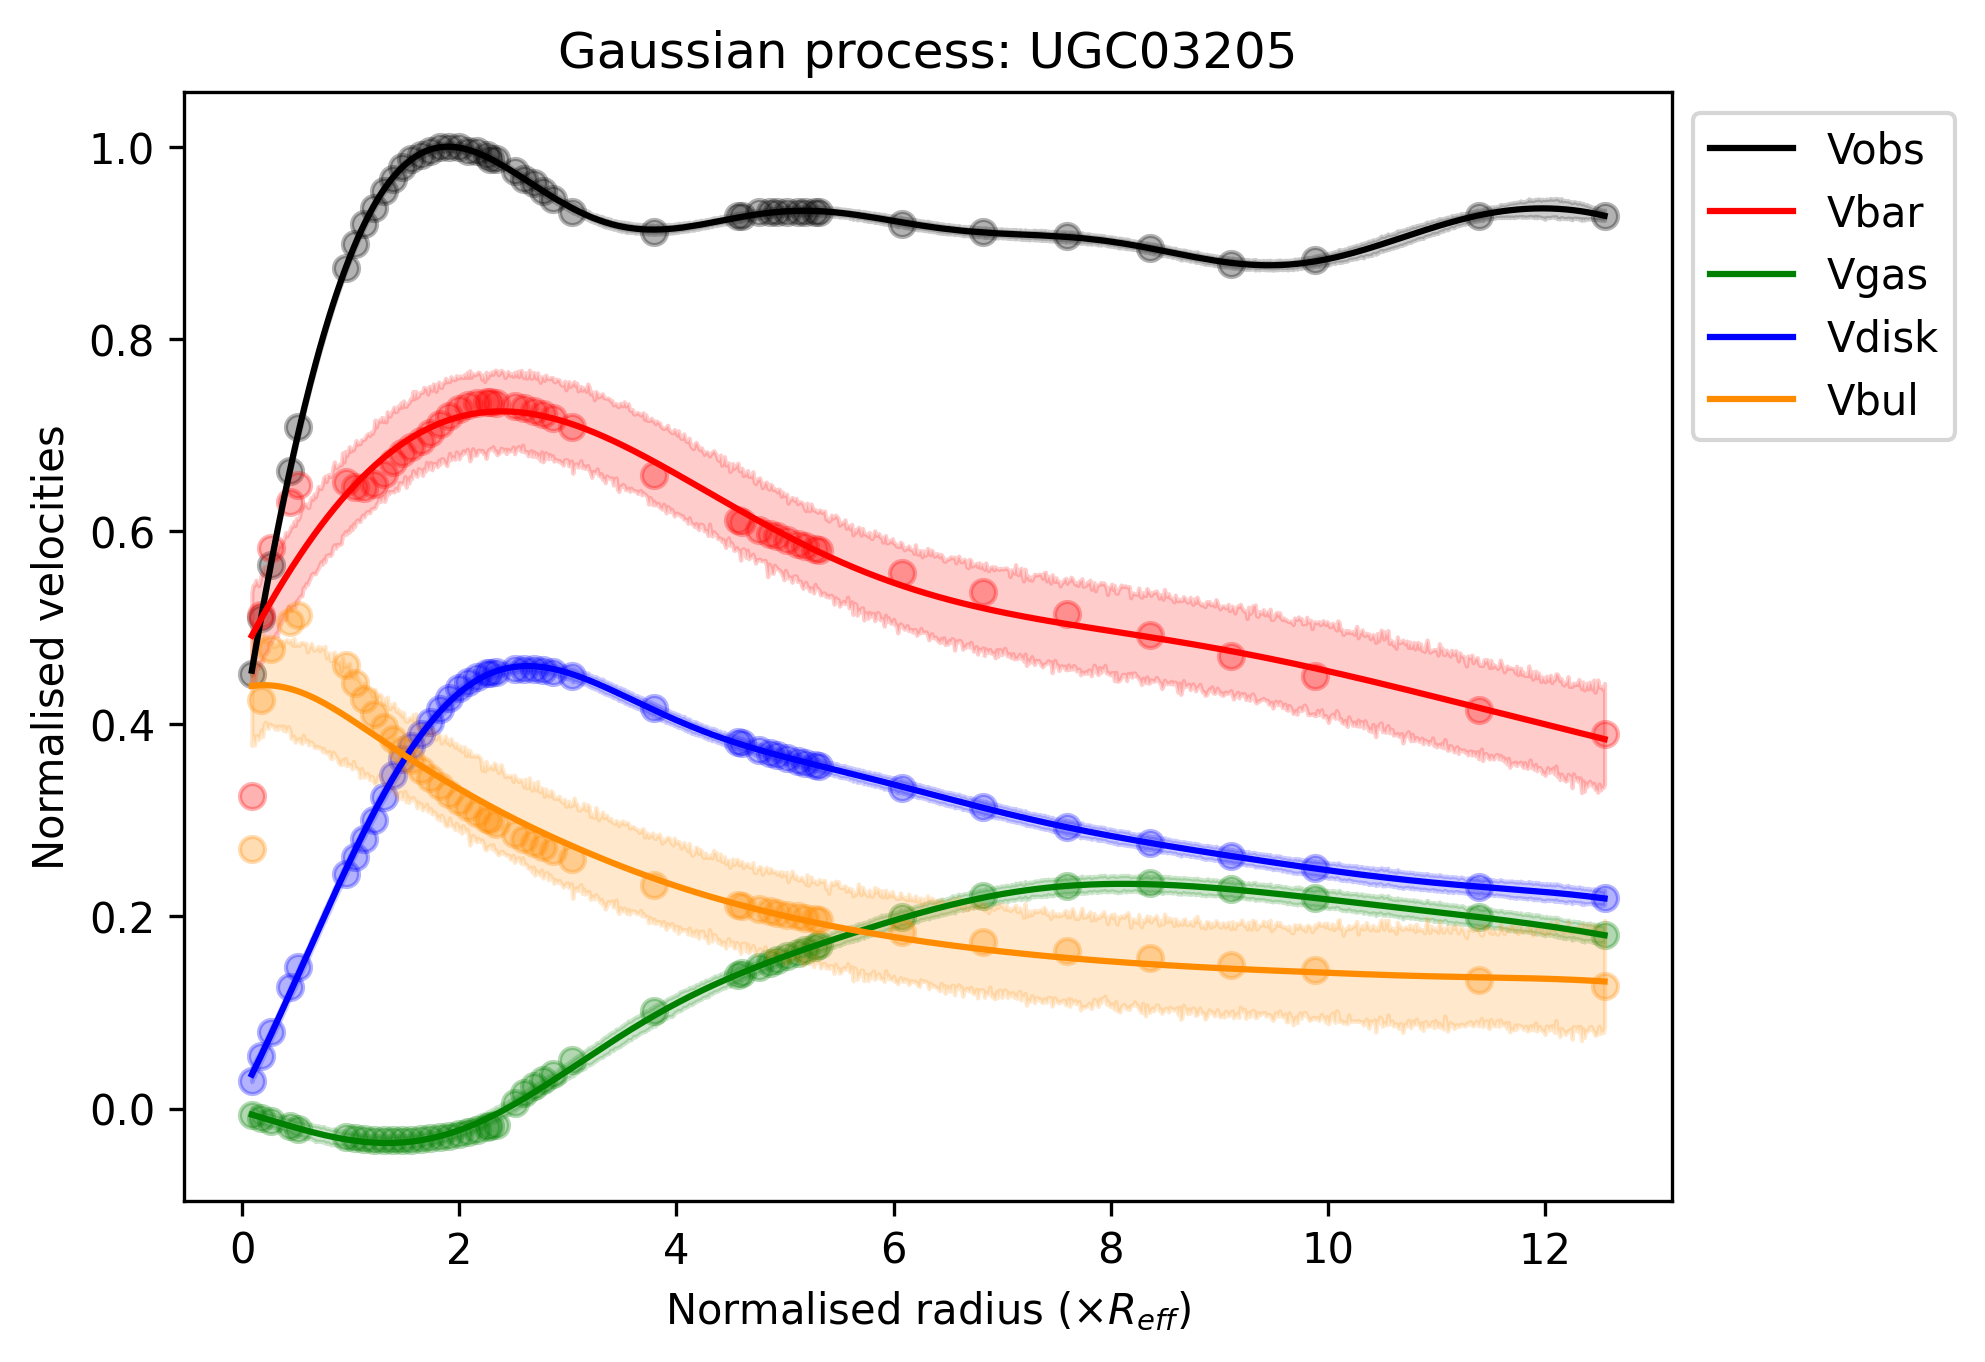 Gaussian process: UGC03205
Normalised velocities
1.0
0.8
0.6
0.4
0.2
0.0
0 2 4 6 8 10 12
Normalised radius (×R_eff)
Vobs
Vbar
Vgas
Vdisk
Vbul